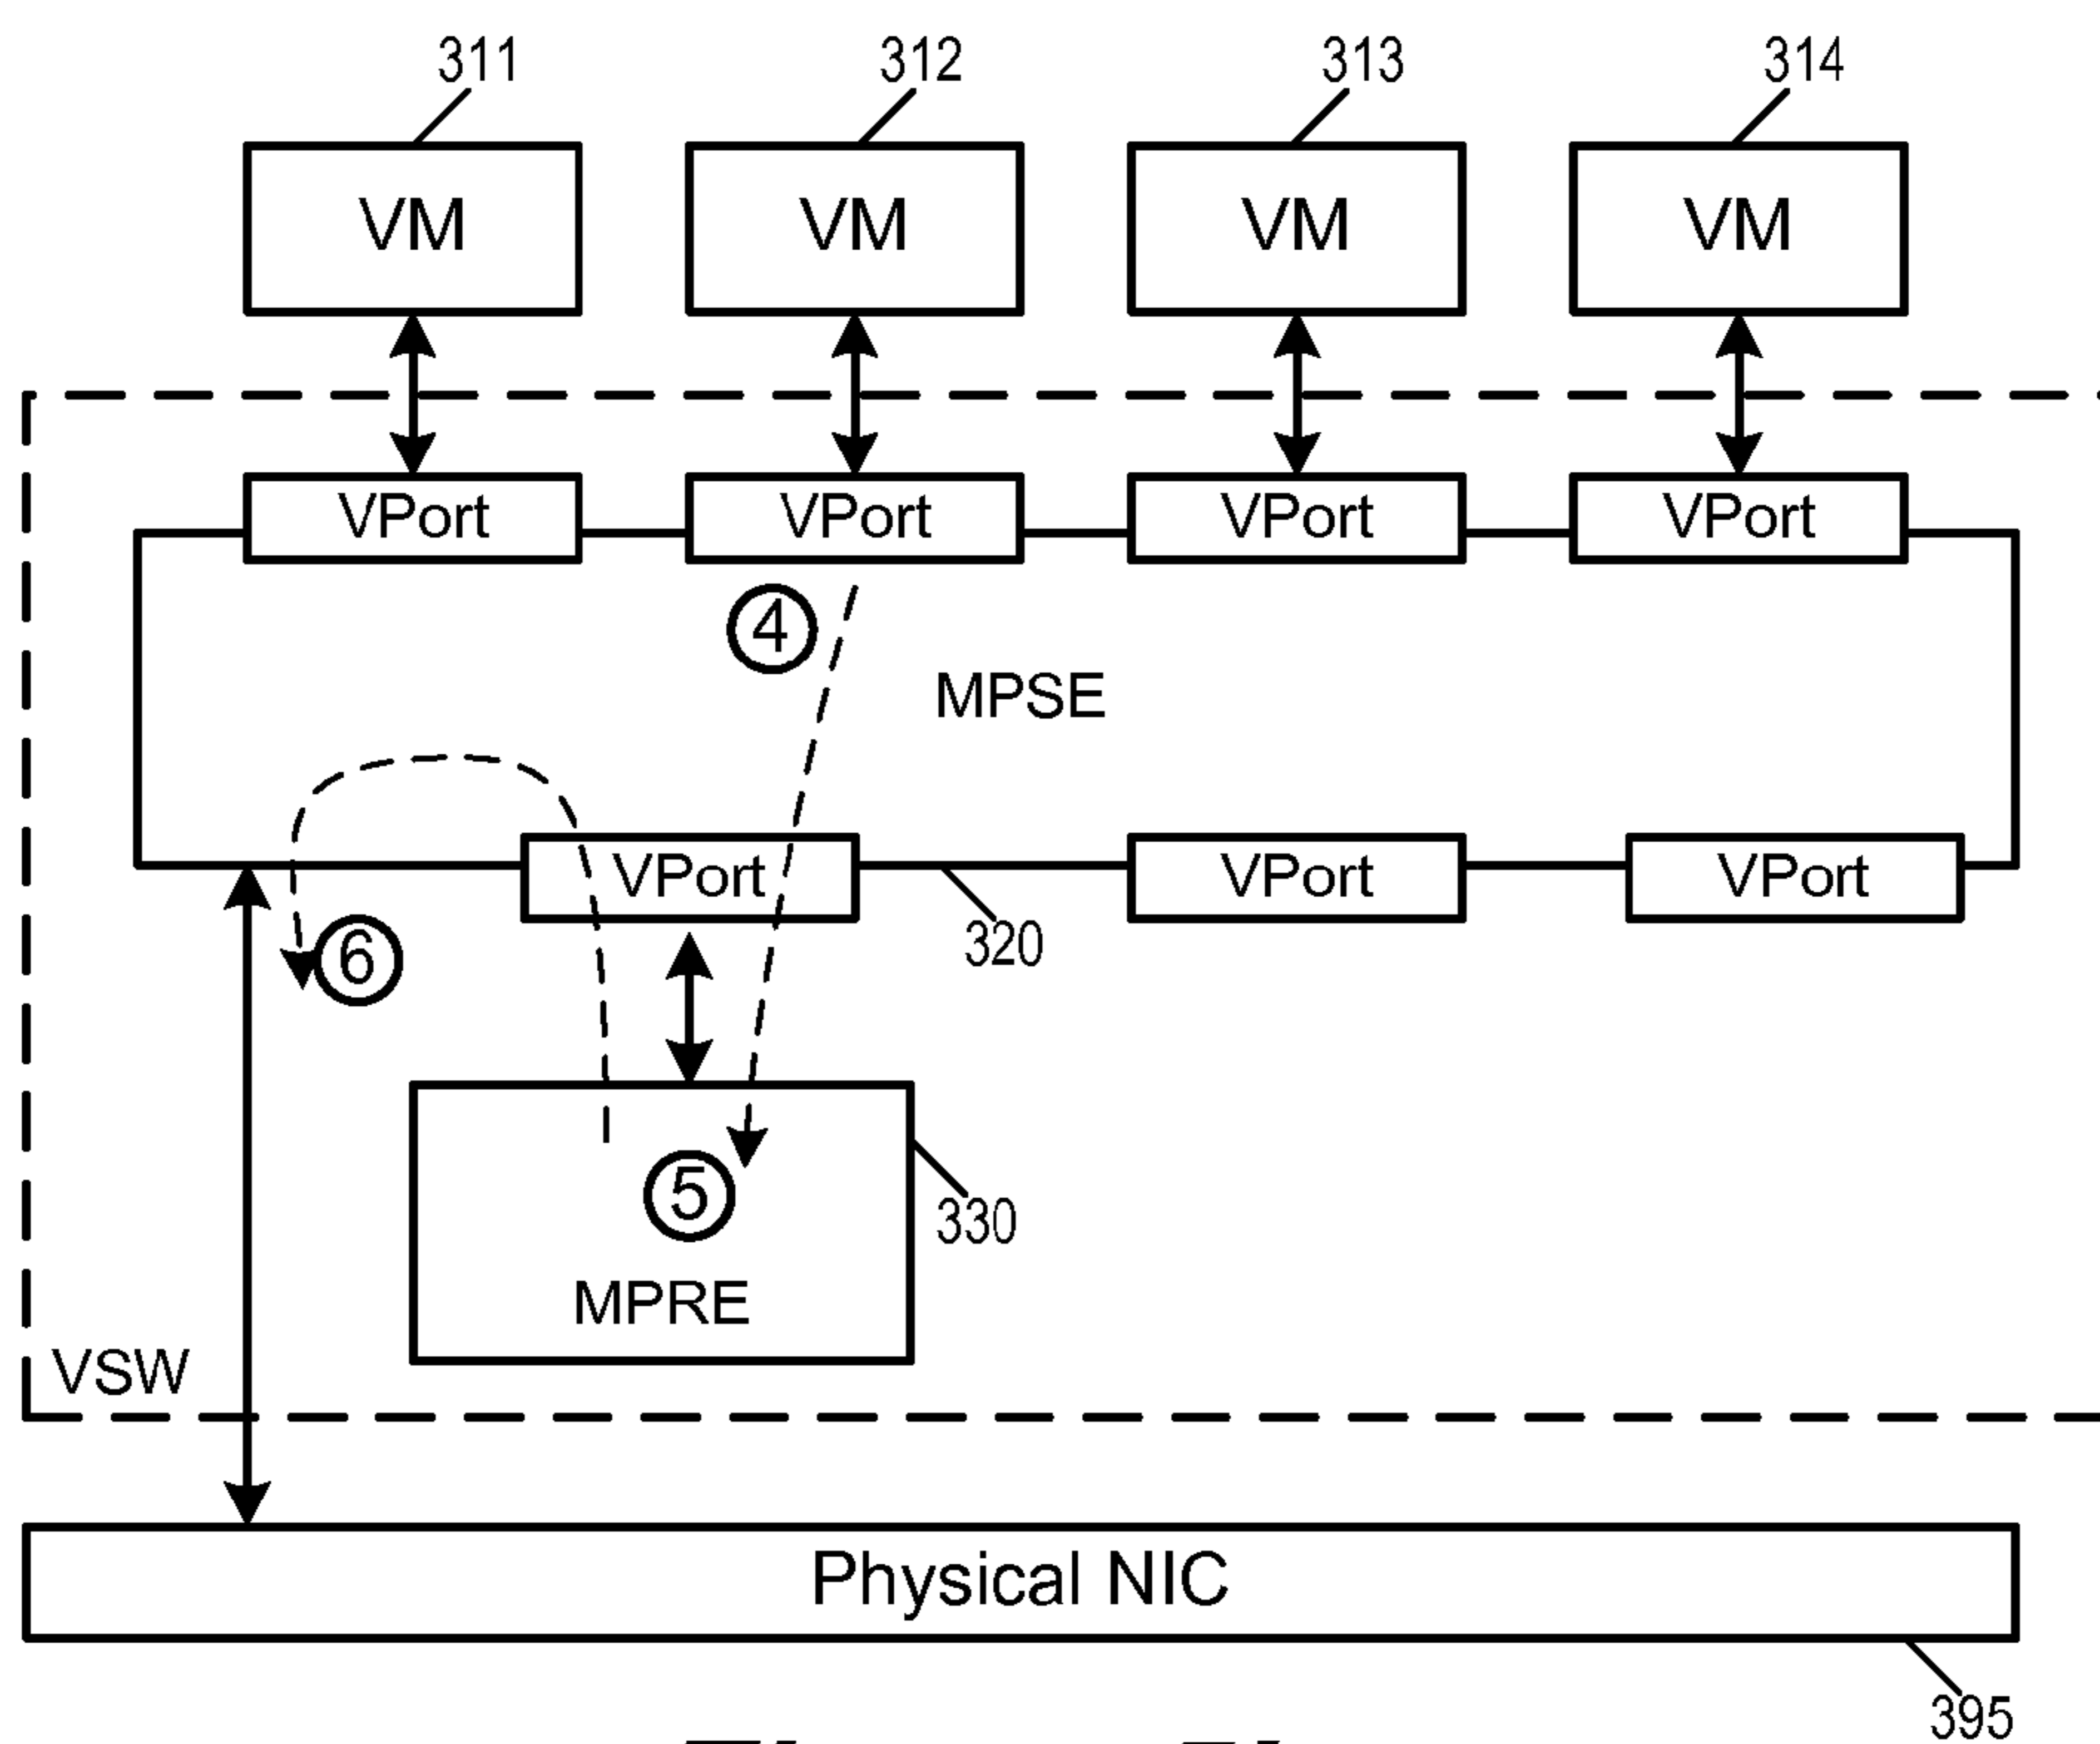 311 312 313 314
VM VM VM VM
VPort VPort VPort VPort
4
MPSE
VPort VPort VPort
320
6
5
330
MPRE
VSW
Physical NIC
395